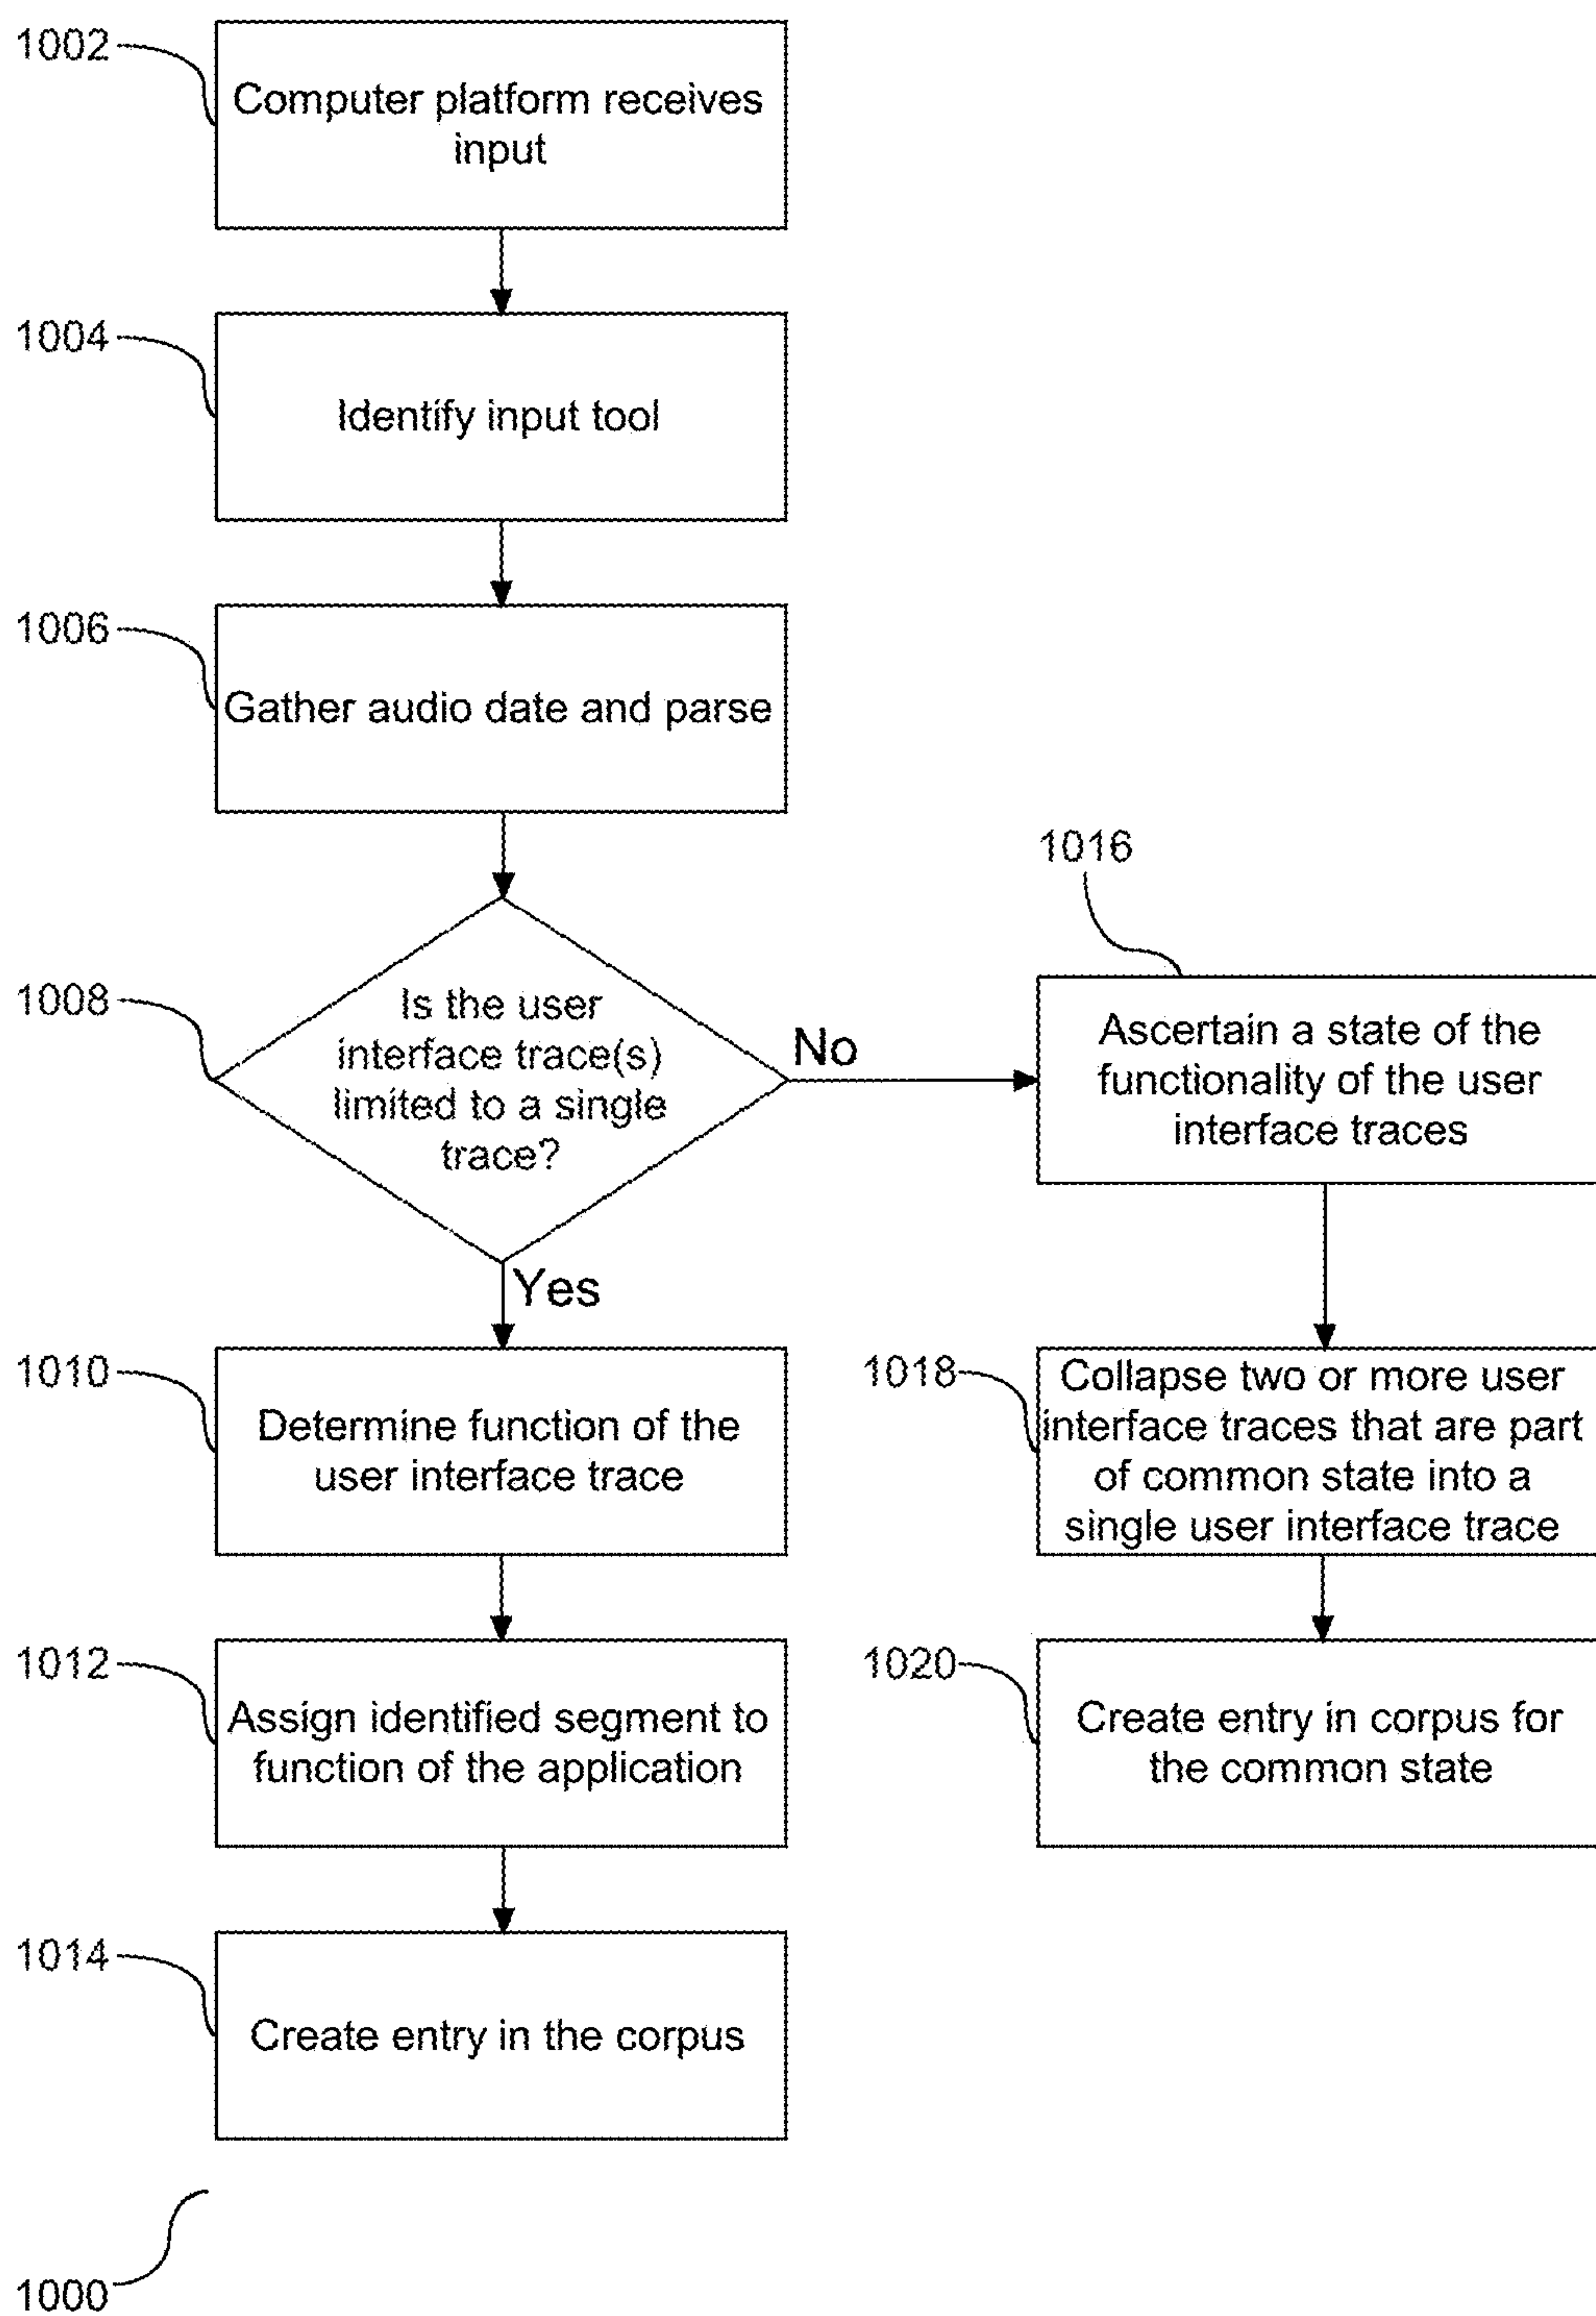 1002
Computer platform receives
input
1004
Identify input tool
1006
Gather audio date and parse
1008
Is the user
interface trace(s)
limited to a single
trace?
No
Yes
1016
Ascertain a state of the
functionality of the user
interface traces
1010
Determine function of the
user interface trace
1018
Collapse two or more user
interface traces that are part
of common state into a
single user interface trace
1012
Assign identified segment to
function of the application
1020
Create entry in corpus for
the common state
1014
Create entry in the corpus
1000